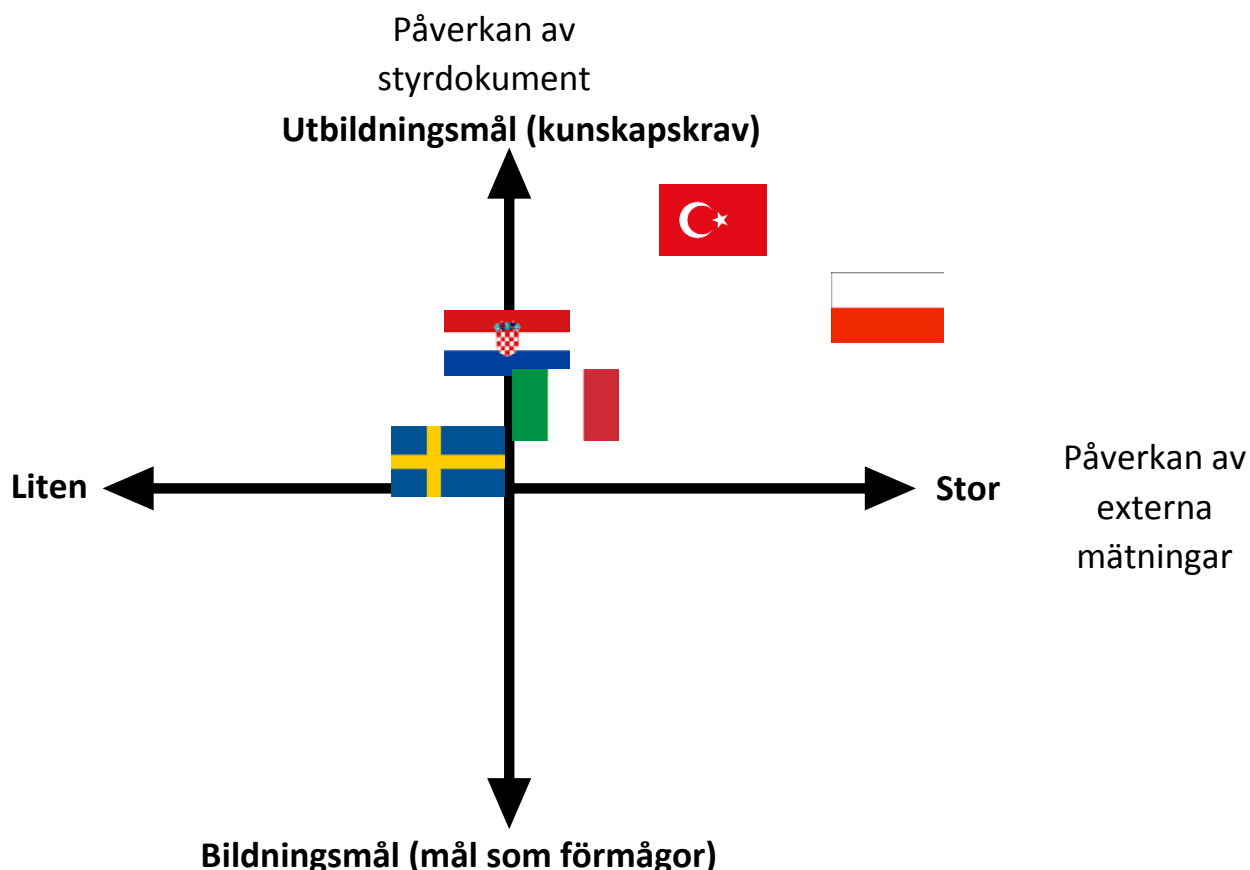 Påverkan av
styrdokument
Utbildningsmål (kunskapskrav)
Liten
Stor
Påverkan av
externa
mätningar
Bildningsmål (mål som förmågor)